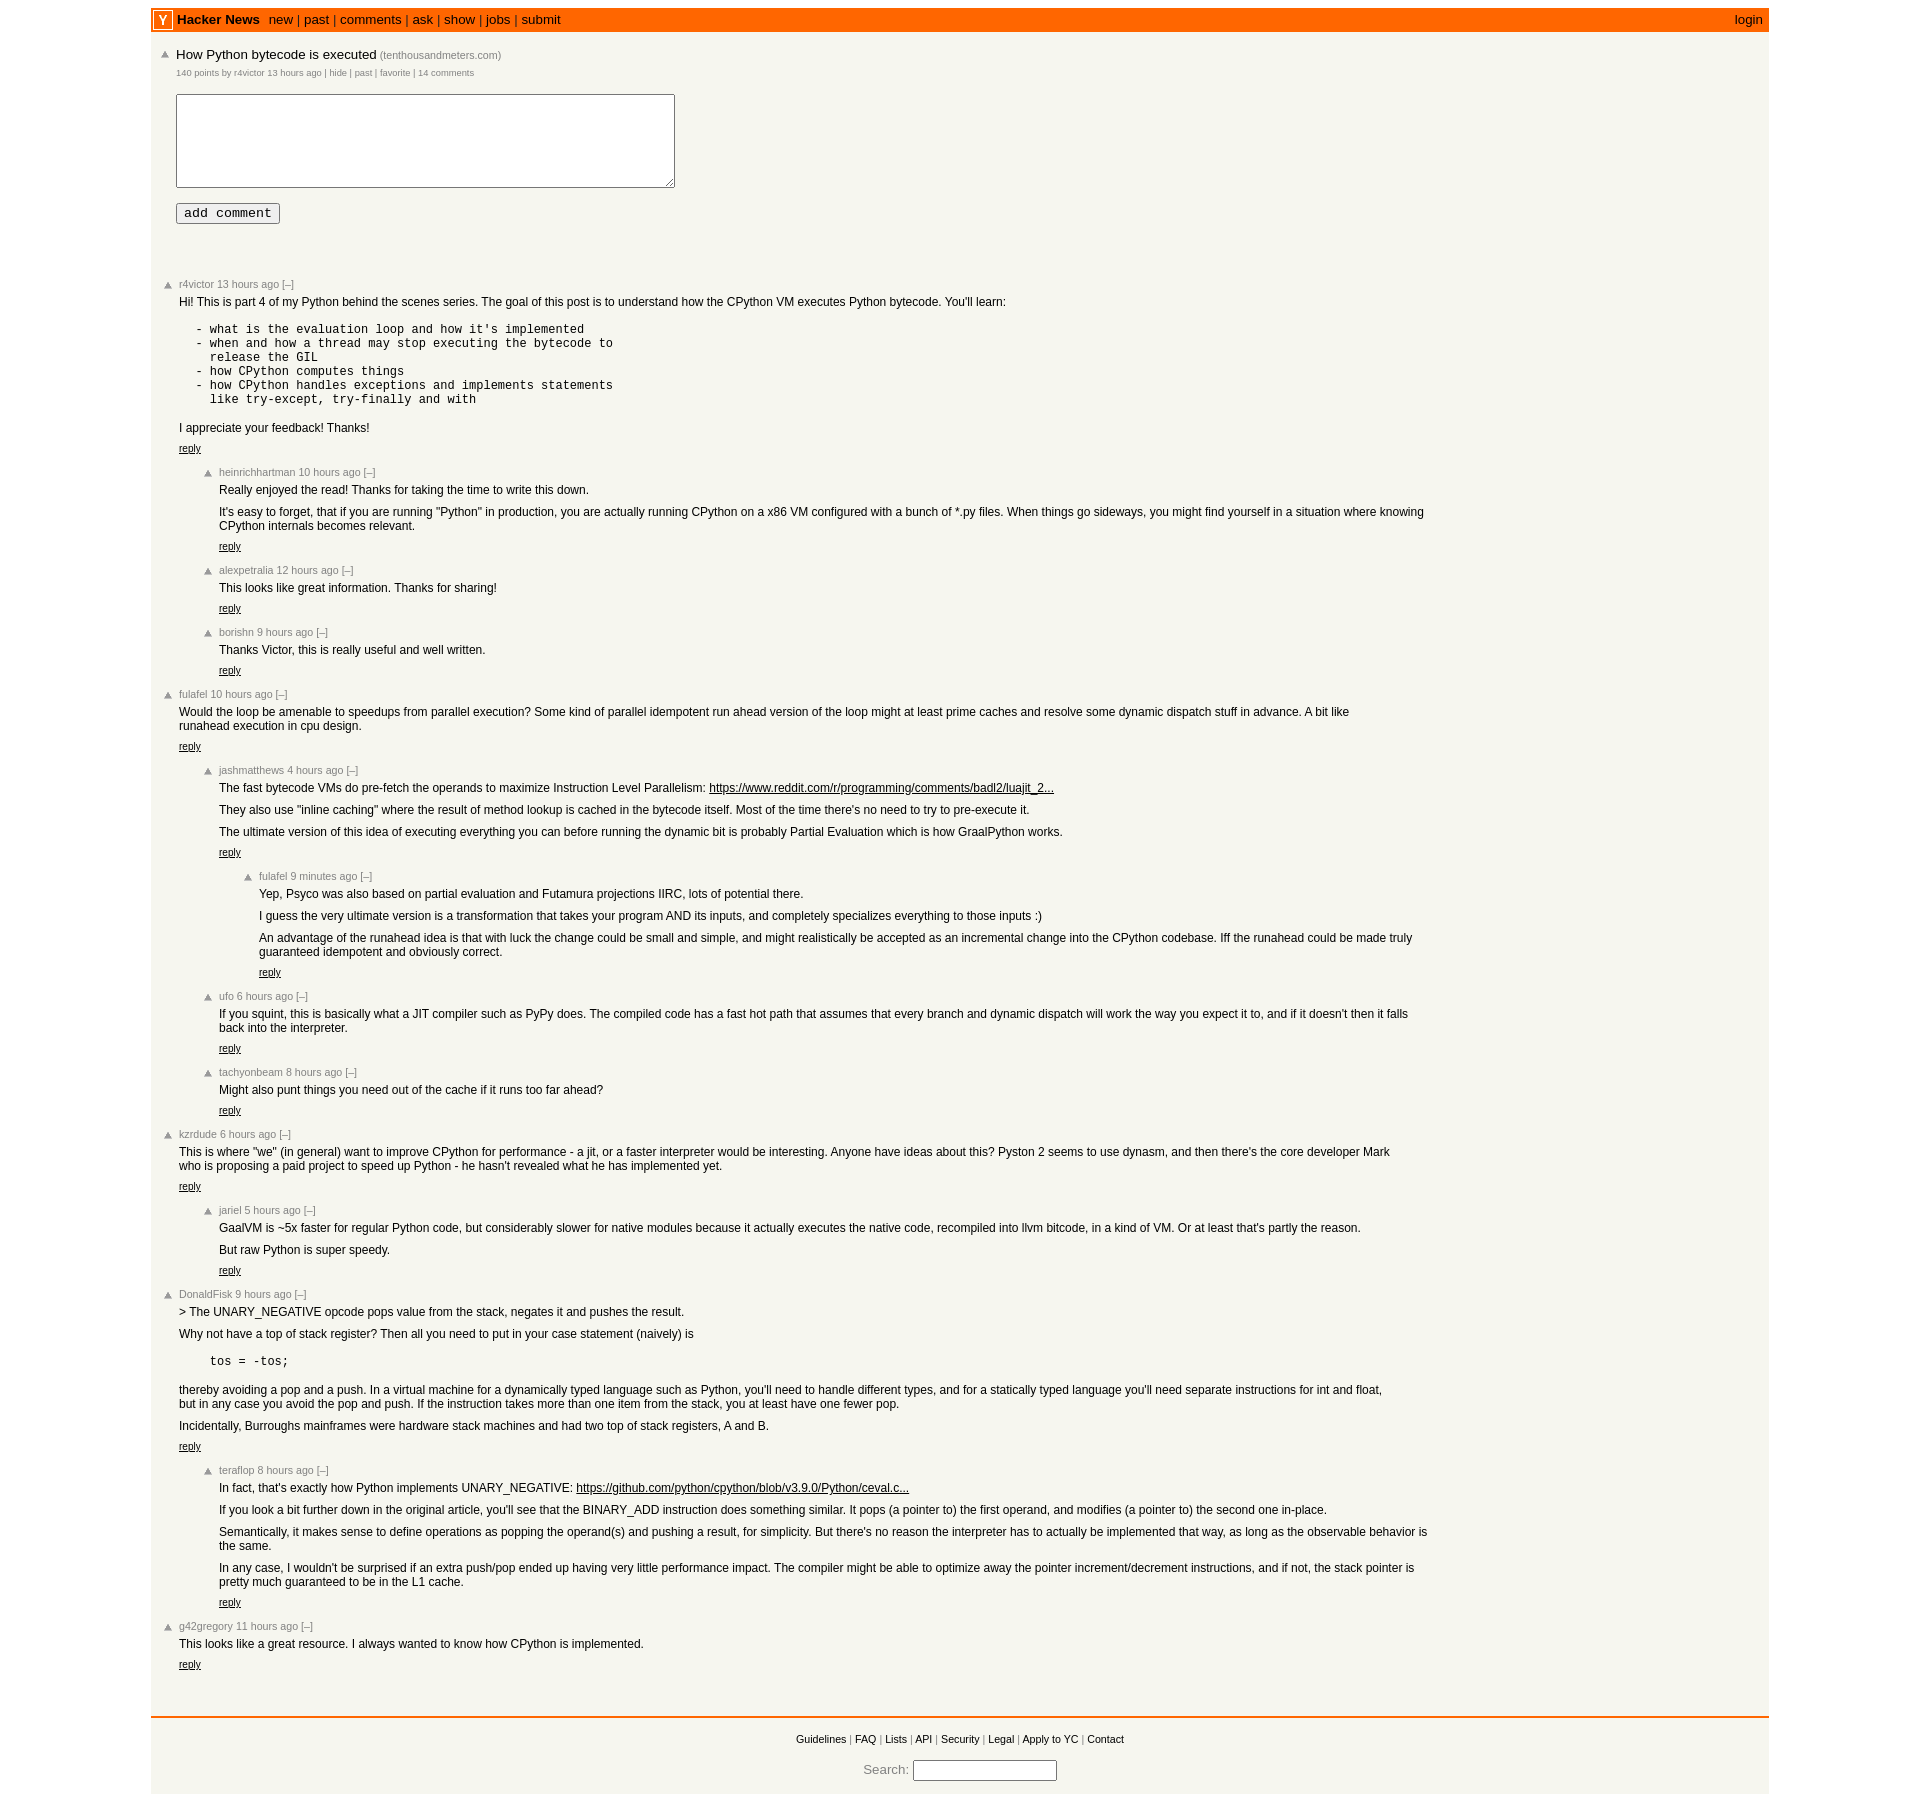 Y Hacker News new | past | comments | ask | show | jobs | submit login
How Python bytecode is executed (tenthousandmeters.com)
140 points by r4victor 13 hours ago | hide | past | favorite | 14 comments
add comment
r4victor 13 hours ago [–]
Hi! This is part 4 of my Python behind the scenes series. The goal of this post is to understand how the CPython VM executes Python bytecode. You'll learn:
- what is the evaluation loop and how it's implemented
- when and how a thread may stop executing the bytecode to
release the GIL
- how CPython computes things
- how CPython handles exceptions and implements statements
like try-except, try-finally and with
I appreciate your feedback! Thanks!
reply
heinrichhartman 10 hours ago [–]
Really enjoyed the read! Thanks for taking the time to write this down.
It's easy to forget, that if you are running "Python" in production, you are actually running CPython on a x86 VM configured with a bunch of *.py files. When things go sideways, you might find yourself in a situation where knowing
CPython internals becomes relevant.
reply
alexpetralia 12 hours ago [–]
This looks like great information. Thanks for sharing!
reply
borishn 9 hours ago [–]
Thanks Victor, this is really useful and well written.
reply
fulafel 10 hours ago [–]
Would the loop be amenable to speedups from parallel execution? Some kind of parallel idempotent run ahead version of the loop might at least prime caches and resolve some dynamic dispatch stuff in advance. A bit like
runahead execution in cpu design.
reply
jashmatthews 4 hours ago [–]
The fast bytecode VMs do pre-fetch the operands to maximize Instruction Level Parallelism: https://www.reddit.com/r/programming/comments/badl2/luajit_2...
They also use "inline caching" where the result of method lookup is cached in the bytecode itself. Most of the time there's no need to try to pre-execute it.
The ultimate version of this idea of executing everything you can before running the dynamic bit is probably Partial Evaluation which is how GraalPython works.
reply
fulafel 9 minutes ago [–]
Yep, Psyco was also based on partial evaluation and Futamura projections IIRC, lots of potential there.
I guess the very ultimate version is a transformation that takes your program AND its inputs, and completely specializes everything to those inputs :)
An advantage of the runahead idea is that with luck the change could be small and simple, and might realistically be accepted as an incremental change into the CPython codebase. Iff the runahead could be made truly
guaranteed idempotent and obviously correct.
reply
ufo 6 hours ago [–]
If you squint, this is basically what a JIT compiler such as PyPy does. The compiled code has a fast hot path that assumes that every branch and dynamic dispatch will work the way you expect it to, and if it doesn't then it falls
back into the interpreter.
reply
tachyonbeam 8 hours ago [–]
Might also punt things you need out of the cache if it runs too far ahead?
reply
kzrdude 6 hours ago [–]
This is where "we" (in general) want to improve CPython for performance - a jit, or a faster interpreter would be interesting. Anyone have ideas about this? Pyston 2 seems to use dynasm, and then there's the core developer Mark
who is proposing a paid project to speed up Python - he hasn't revealed what he has implemented yet.
reply
jariel 5 hours ago [–]
GaalVM is ~5x faster for regular Python code, but considerably slower for native modules because it actually executes the native code, recompiled into llvm bitcode, in a kind of VM. Or at least that's partly the reason.
But raw Python is super speedy.
reply
DonaldFisk 9 hours ago [–]
> The UNARY_NEGATIVE opcode pops value from the stack, negates it and pushes the result.
Why not have a top of stack register? Then all you need to put in your case statement (naively) is
tos = -tos;
thereby avoiding a pop and a push. In a virtual machine for a dynamically typed language such as Python, you'll need to handle different types, and for a statically typed language you'll need separate instructions for int and float,
but in any case you avoid the pop and push. If the instruction takes more than one item from the stack, you at least have one fewer pop.
Incidentally, Burroughs mainframes were hardware stack machines and had two top of stack registers, A and B.
reply
teraflop 8 hours ago [–]
In fact, that's exactly how Python implements UNARY_NEGATIVE: https://github.com/python/cpython/blob/v3.9.0/Python/ceval.c...
If you look a bit further down in the original article, you'll see that the BINARY_ADD instruction does something similar. It pops (a pointer to) the first operand, and modifies (a pointer to) the second one in-place.
Semantically, it makes sense to define operations as popping the operand(s) and pushing a result, for simplicity. But there's no reason the interpreter has to actually be implemented that way, as long as the observable behavior is
the same.
In any case, I wouldn't be surprised if an extra push/pop ended up having very little performance impact. The compiler might be able to optimize away the pointer increment/decrement instructions, and if not, the stack pointer is
pretty much guaranteed to be in the L1 cache.
reply
g42gregory 11 hours ago [–]
This looks like a great resource. I always wanted to know how CPython is implemented.
reply
Guidelines | FAQ | Lists | API | Security | Legal | Apply to YC | Contact
Search: